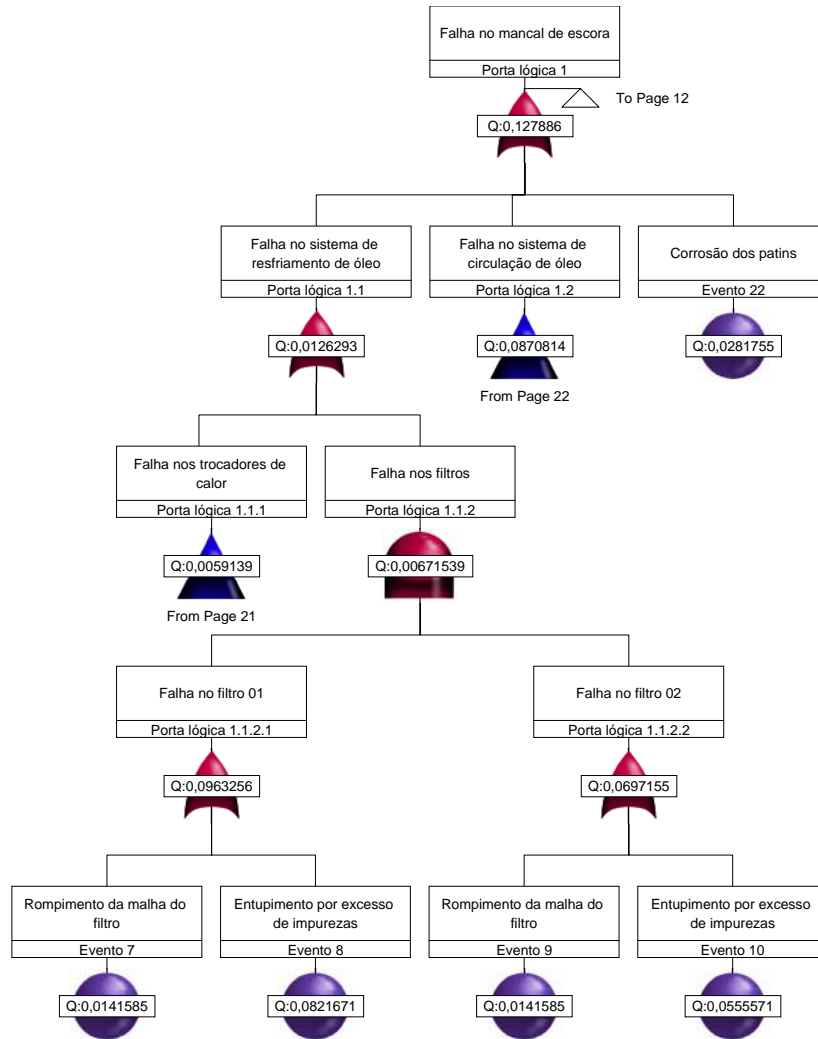 Falha no mancal de escora
Porta lógica 1
To Page 12
Q:0,127886
Falha no sistema de
resfriamento de óleo
Porta lógica 1.1
Q:0,0126293
Falha no sistema de
circulação de óleo
Porta lógica 1.2
Q:0,0870814
From Page 22
Corrosão dos patins
Evento 22
Q:0,0281755
Falha nos trocadores de
calor
Porta lógica 1.1.1
Q:0,0059139
From Page 21
Falha nos filtros
Porta lógica 1.1.2
Q:0,00671539
Falha no filtro 01
Porta lógica 1.1.2.1
Q:0,0963256
Falha no filtro 02
Porta lógica 1.1.2.2
Q:0,0697155
Rompimento da malha do
filtro
Evento 7
Q:0,0141585
Entupimento por excesso
de impurezas
Evento 8
Q:0,0821671
Rompimento da malha do
filtro
Evento 9
Q:0,0141585
Entupimento por excesso
de impurezas
Evento 10
Q:0,0555571